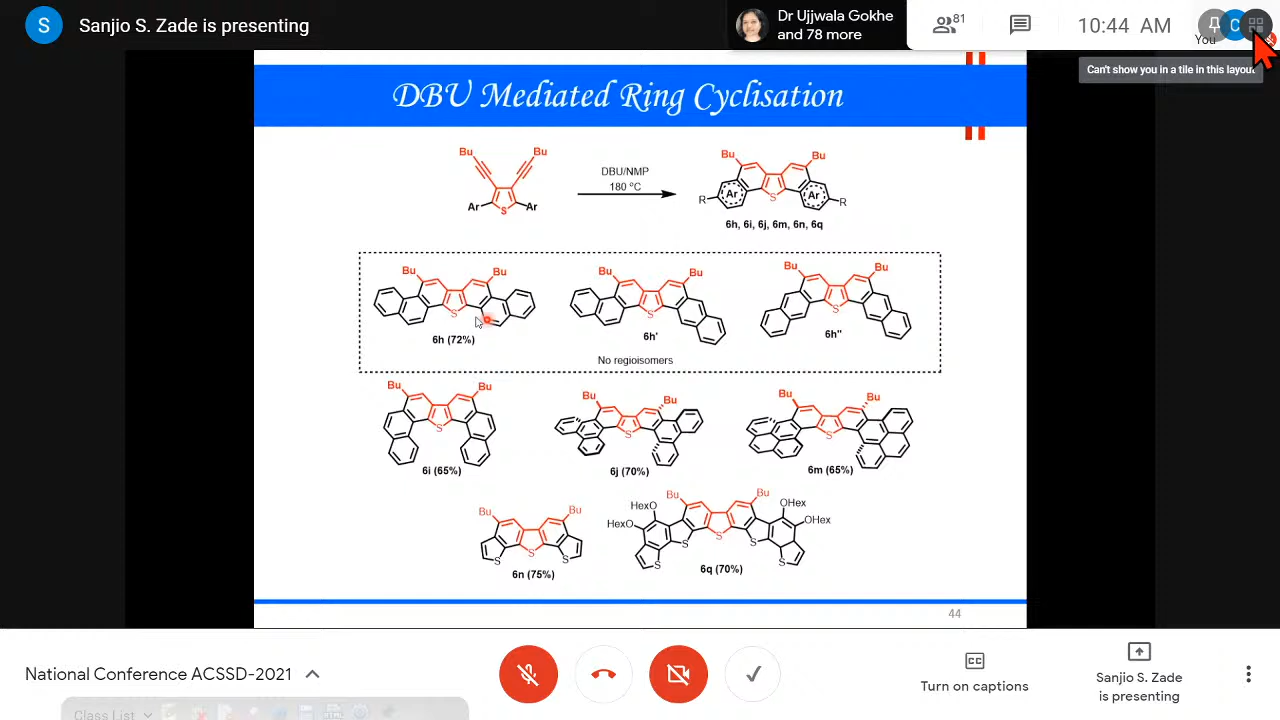 S
Sanjio S. Zade is presenting
Dr Ujjwala Gokhe
and 78 more
81
10:44 AM
C
You
Can't show you in a tile in this layout
DBU Mediated Ring Cyclisation
Bu Bu
Ar S Ar
DBU/NMP
180 ºC
Bu Bu
R Ar S Ar R
6h, 6i, 6j, 6m, 6n, 6q
Bu Bu Bu Bu Bu Bu
S S S
6h (72%) 6h' 6h"
No regioisomers
Bu Bu Bu Bu Bu Bu
S S S
6i (65%) 6j (70%) 6m (65%)
Bu Bu
S S S
6n (75%)
Bu Bu
HexO OHex
HexO OHex
S S S S S
6q (70%)
44
National Conference ACSSD-2021
Turn on captions
Sanjio S. Zade
is presenting
Class List
HTML